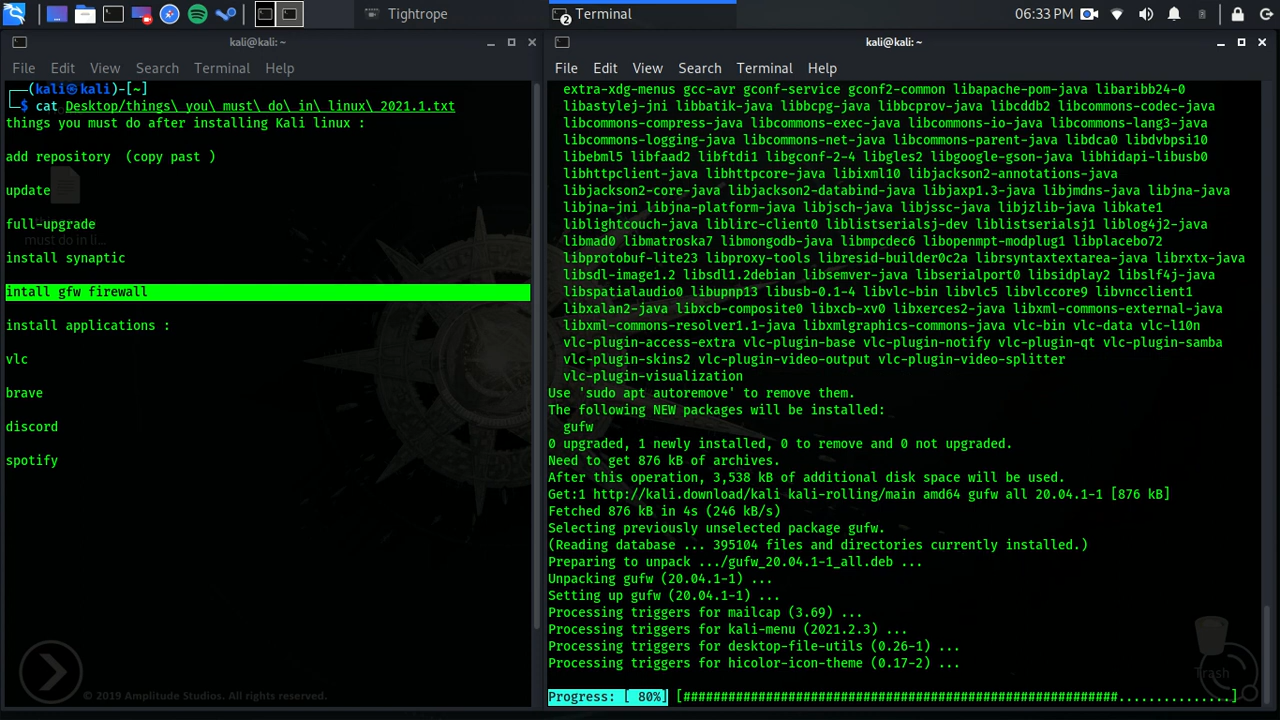 Tightrope
2
Terminal
06:33 PM
kali@kali: ~
File Edit View Search Terminal Help
(kali㉿kali)-[~]
$ cat Desktop/things\ you\ must\ do\ in\ linux\ 2021.1.txt
things you must do after installing Kali linux :
add repository (copy past )
update
full-upgrade
must do in li...
install synaptic
intall gfw firewall
install applications :
vlc
brave
discord
spotify
© 2019 Amplitude Studios. All rights reserved.
kali@kali: ~
File Edit View Search Terminal Help
extra-xdg-menus gcc-avr gconf-service gconf2-common libapache-pom-java libaribb24-0
libastylej-jni libbatik-java libbcpg-java libbcprov-java libcddb2 libcommons-codec-java
libcommons-compress-java libcommons-exec-java libcommons-io-java libcommons-lang3-java
libcommons-logging-java libcommons-net-java libcommons-parent-java libdca0 libdvbpsi10
libebml5 libfaad2 libftdi1 libgconf-2-4 libgles2 libgoogle-gson-java libhidapi-libusb0
libhttpclient-java libhttpcore-java libixml10 libjackson2-annotations-java
libjackson2-core-java libjackson2-databind-java libjaxp1.3-java libjmdns-java libjna-java
libjna-jni libjna-platform-java libjsch-java libjssc-java libjzlib-java libkate1
liblightcouch-java liblirc-client0 liblistserialsj-dev liblistserialsj1 liblog4j2-java
libmad0 libmatroska7 libmongodb-java libmpcdec6 libopenmpt-modplug1 libplacebo72
libprotobuf-lite23 libproxy-tools libresid-builder0c2a librsyntaxtextarea-java librxtx-java
libsdl-image1.2 libsdl1.2debian libsemver-java libserialport0 libsidplay2 libslf4j-java
libspatialaudio0 libupnp13 libusb-0.1-4 libvlc-bin libvlc5 libvlccore9 libvncclient1
libxalan2-java libxcb-composite0 libxcb-xv0 libxerces2-java libxml-commons-external-java
libxml-commons-resolver1.1-java libxmlgraphics-commons-java vlc-bin vlc-data vlc-l10n
vlc-plugin-access-extra vlc-plugin-base vlc-plugin-notify vlc-plugin-qt vlc-plugin-samba
vlc-plugin-skins2 vlc-plugin-video-output vlc-plugin-video-splitter
vlc-plugin-visualization
Use 'sudo apt autoremove' to remove them.
The following NEW packages will be installed:
gufw
0 upgraded, 1 newly installed, 0 to remove and 0 not upgraded.
Need to get 876 kB of archives.
After this operation, 3,538 kB of additional disk space will be used.
Get:1 http://kali.download/kali kali-rolling/main amd64 gufw all 20.04.1-1 [876 kB]
Fetched 876 kB in 4s (246 kB/s)
Selecting previously unselected package gufw.
(Reading database ... 395104 files and directories currently installed.)
Preparing to unpack .../gufw_20.04.1-1_all.deb ...
Unpacking gufw (20.04.1-1) ...
Setting up gufw (20.04.1-1) ...
Processing triggers for mailcap (3.69) ...
Processing triggers for kali-menu (2021.2.3) ...
Processing triggers for desktop-file-utils (0.26-1) ...
Processing triggers for hicolor-icon-theme (0.17-2) ...
Trash
Progress: [ 80%] [##########################################################...............]